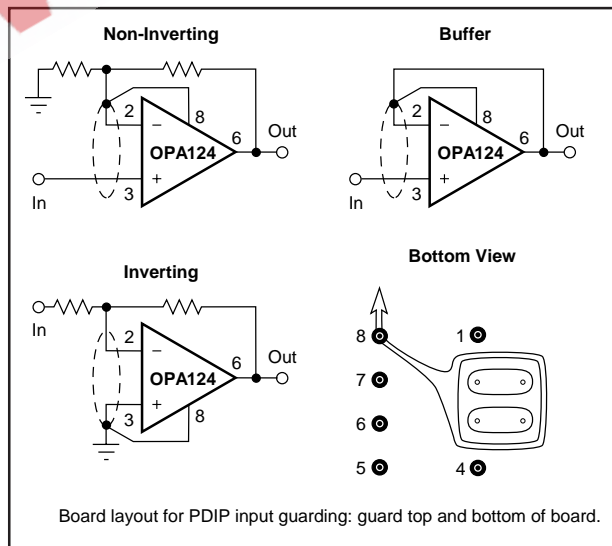 Non-Inverting
2
−
8
6
Out
OPA124
+
3
In
Buffer
2
−
8
6
Out
OPA124
+
3
In
Inverting
In
2
−
6
Out
OPA124
+
3
8
Bottom View
8
1
7
6
5
4
Board layout for PDIP input guarding: guard top and bottom of board.